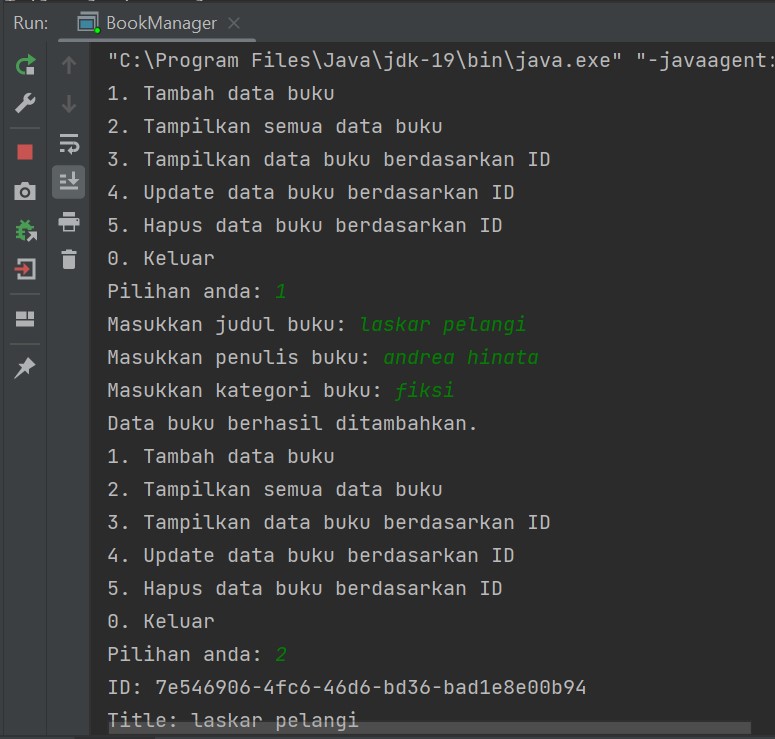 Run: BookManager
"C:\Program Files\Java\jdk-19\bin\java.exe" "-javaagent:
1. Tambah data buku
2. Tampilkan semua data buku
3. Tampilkan data buku berdasarkan ID
4. Update data buku berdasarkan ID
5. Hapus data buku berdasarkan ID
0. Keluar
Pilihan anda: 1
Masukkan judul buku: laskar pelangi
Masukkan penulis buku: andrea hinata
Masukkan kategori buku: fiksi
Data buku berhasil ditambahkan.
1. Tambah data buku
2. Tampilkan semua data buku
3. Tampilkan data buku berdasarkan ID
4. Update data buku berdasarkan ID
5. Hapus data buku berdasarkan ID
0. Keluar
Pilihan anda: 2
ID: 7e546906-4fc6-46d6-bd36-bad1e8e00b94
Title: laskar pelangi